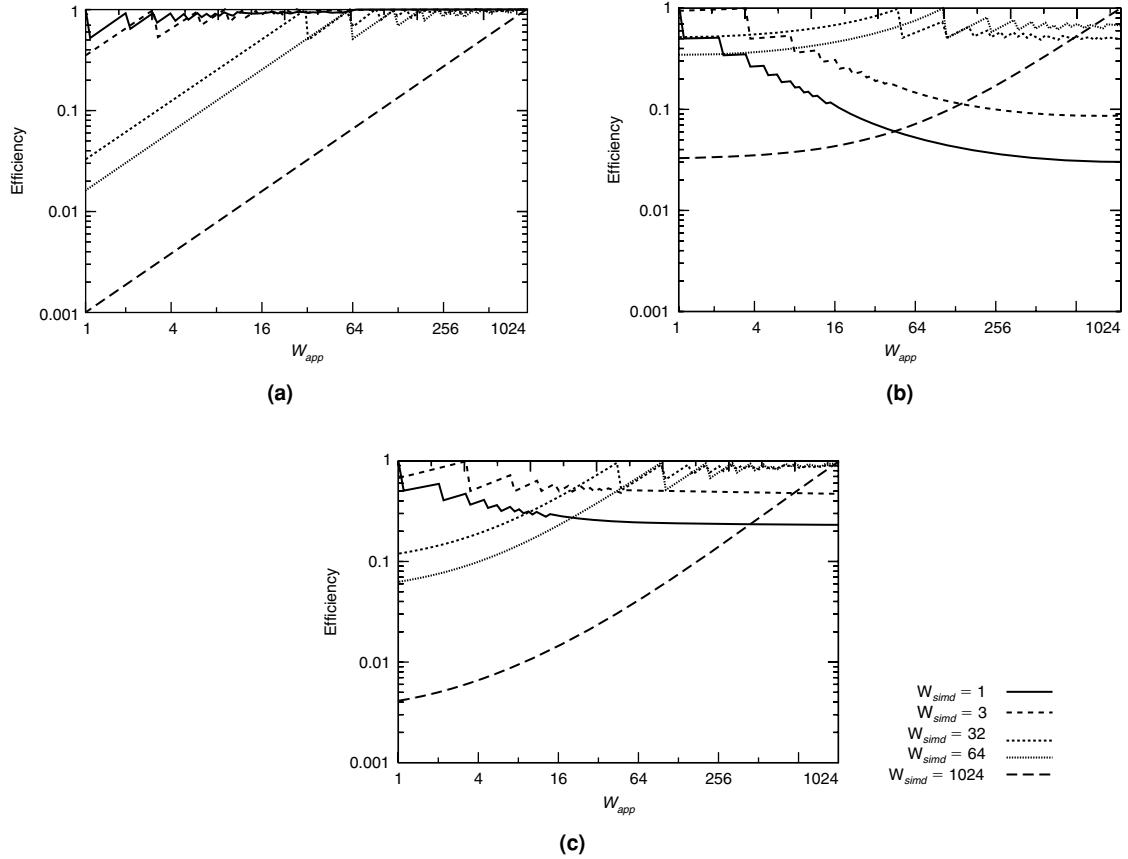 1
0.1
0.01
0.001
Efficiency
1 4 16 64 256 1024
W_app
(a)
1
0.1
0.01
0.001
Efficiency
1 4 16 64 256 1024
W_app
(b)
1
0.1
0.01
0.001
Efficiency
1 4 16 64 256 1024
W_app
(c)
W_simd = 1
W_simd = 3
W_simd = 32
W_simd = 64
W_simd = 1024